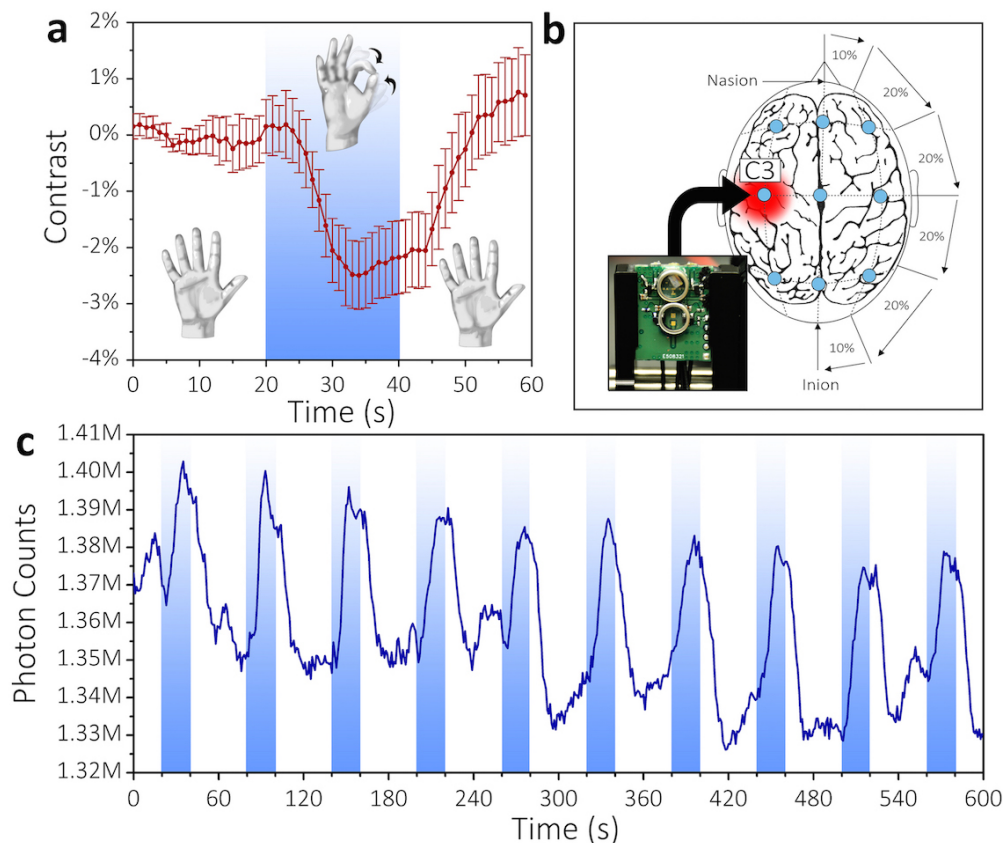 a
2%
1%
0%
-1%
-2%
-3%
-4%
Contrast
0 10 20 30 40 50 60
Time (s)
b
Nasion
10%
20%
20%
20%
20%
10%
C3
E508321
Inion
c
1.41M
1.40M
1.39M
1.38M
1.37M
1.36M
1.35M
1.34M
1.33M
1.32M
Photon Counts
0 60 120 180 240 300 360 420 480 540 600
Time (s)